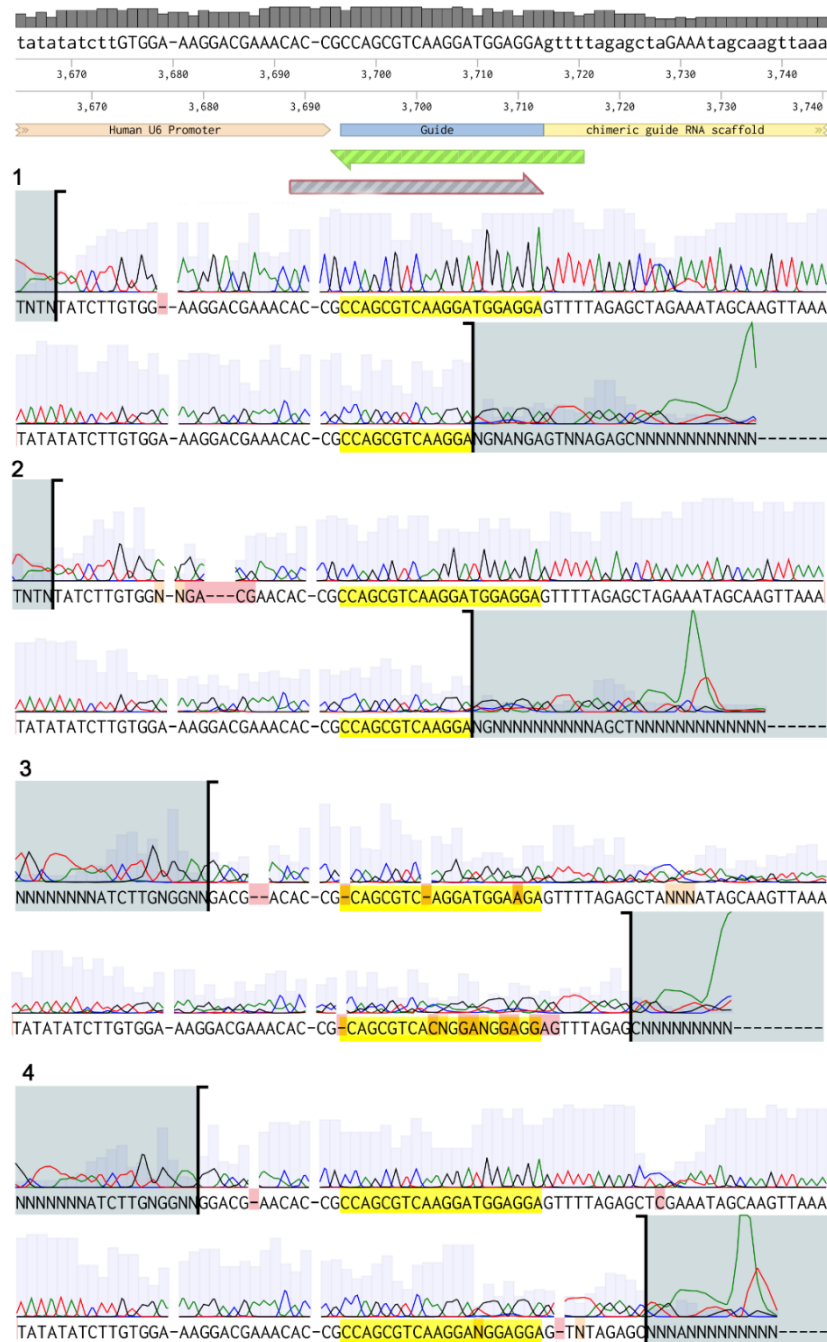 tatatatcttGTGGA-AAGGACGAAACAC-CGCCAGCGTCAAGGATGGAGGAgttttagagctaGAAAtagcaagttaaa
3,670 3,680 3,690 3,700 3,710 3,720 3,730 3,740
3,670 3,680 3,690 3,700 3,710 3,720 3,730 3,740
Human U6 Promoter Guide chimeric guide RNA scaffold
1
TNTNTATCTTGTGG--AAGGACGAAACAC-CGCCAGCGTCAAGGATGGAGGAGTTTTAGAGCTAGAAATAGCAAGTTAAA
TATATATCTTGTGGA-AAGGACGAAACAC-CGCCAGCGTCAAGGANGNANGAGTNNAGAGCNNNNNNNNNNNN-------
2
TNTNTATCTTGTGGN-NGA---CGAACAC-CGCCAGCGTCAAGGATGGAGGAGTTTTAGAGCTAGAAATAGCAAGTTAAA
TATATATCTTGTGGA-AAGGACGAAACAC-CGCCAGCGTCAAGGANGNNNNNNNNNNAGCTNNNNNNNNNNNNN------
3
NNNNNNNNATCTTGNGGNNGACG--ACAC-CG-CAGCGTC-AGGATGGAAGAGTTTTAGAGCTANNNATAGCAAGTTAAA
TATATATCTTGTGGA-AAGGACGAAACAC-CG-CAGCGTCACNGGANGGAGGAGTTTAGAGCNNNNNNNNN---------
4
NNNNNNNATCTTGNGGNNGGACG-AACAC-CGCCAGCGTCAAGGATGGAGGAGTTTTAGAGCTCGAAATAGCAAGTTAAA
TATATATCTTGTGGA-AAGGACGAAACAC-CGCCAGCGTCAAGGANGGAGGAG-TNTAGAGCNNNANNNNNNNNN-----